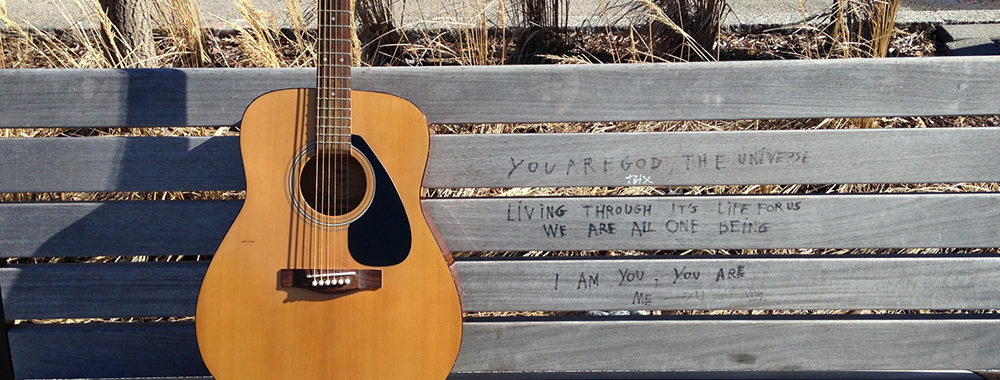 YOU ARE GOD, THE UNIVERSE
THX
LIVING THROUGH IT'S LIFE FOR US
WE ARE ALL ONE BEING
I AM YOU, YOU ARE
ME